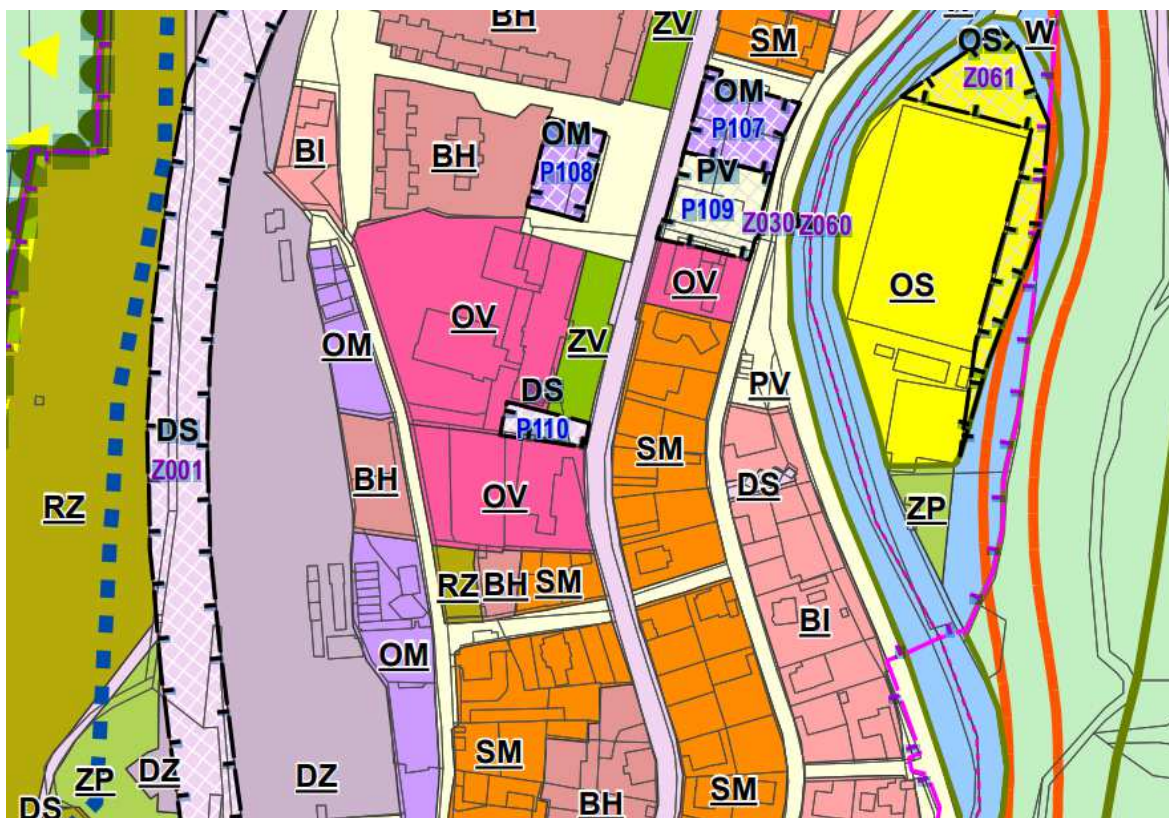 BH
ZV
SM
W
OS
Z061
OM
P107
OM
P108
BI
BH
PV
P109
Z030
Z060
OV
OS
OV
ZV
OM
DS
P110
PV
DS
Z001
SM
BH
DS
OV
RZ
ZP
RZ
BH
SM
BI
OM
SM
ZP
DZ
DZ
BH
SM
DS